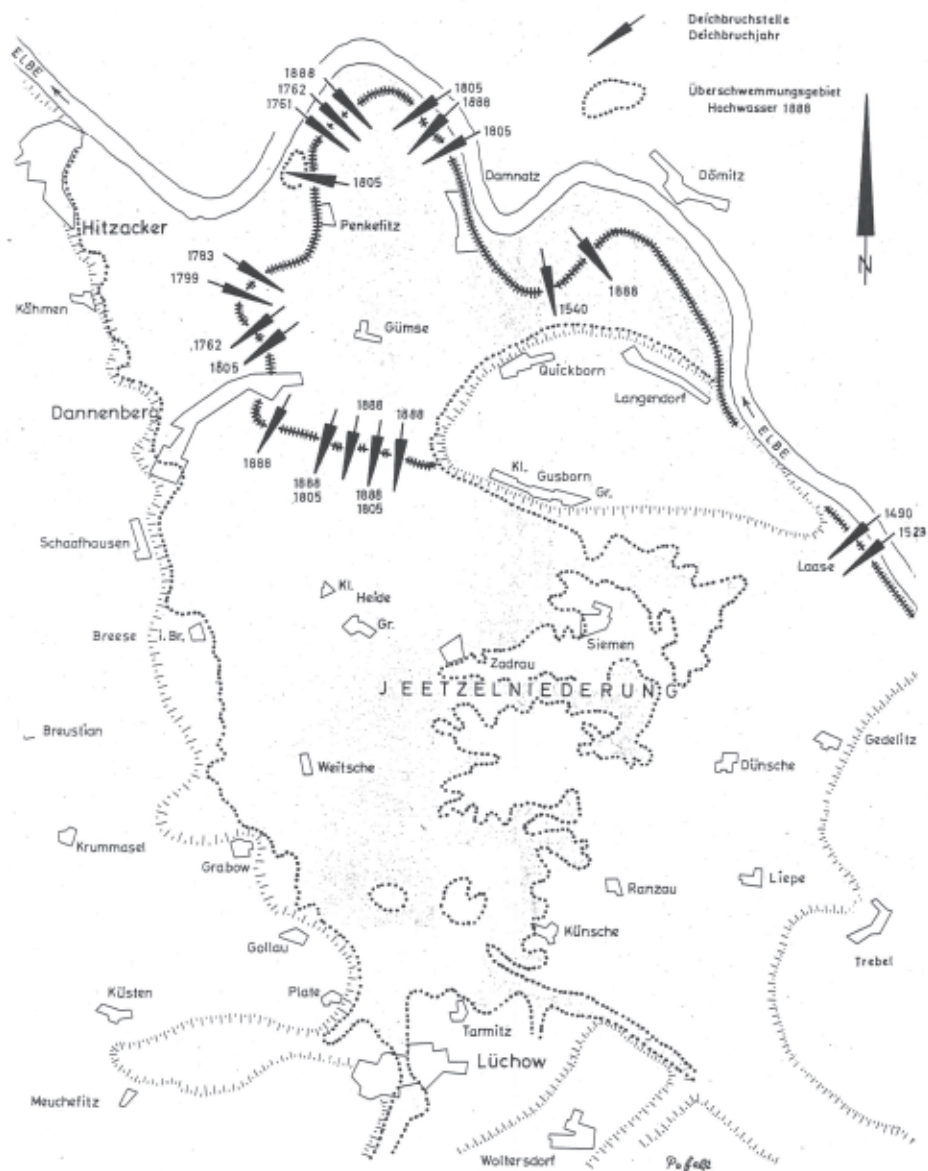 Deichbruchstelle
Deichbruchjahr
Überschwemmungsgebiet
Hochwasser 1888
N
ELBE
1888
1762
1761
1805
1888
1805
1805
Damnatz
Dömitz
Hitzacker
Penkefitz
1783
1799
Kähmen
1888
1540
.1762
1805
Gümse
Quickborn
Langendorf
Dannenberg
ELBE
1888
1888
1805
1888
1888
1805
1888
Kl.
Gusborn
Gr.
1490
1523
Laase
Schaafhausen
Kl.
Heide
Gr.
Breese i. Br.
Siemen
Zadrau
JEETZELNIEDERUNG
Breustian
Weitsche
Dünsche
Gedelitz
Krummasel
Grabow
Ranzau
Liepe
Gollau
Künsche
Trebel
Küsten
Plate
Tarmitz
Lüchow
Meuchefitz
Woltersdorf